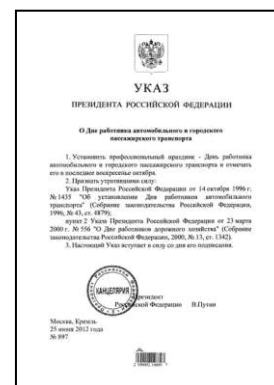 УКАЗ
ПРЕЗИДЕНТА РОССИЙСКОЙ ФЕДЕРАЦИИ
О Дне работника автомобильного и городского
пассажирского транспорта
1. Установить профессиональный праздник - День работника
автомобильного и городского пассажирского транспорта и отмечать
его в последнее воскресенье октября.
2. Признать утратившими силу:
Указ Президента Российской Федерации от 14 октября 1996 г.
№ 1435 "Об установлении Дня работников автомобильного
транспорта" (Собрание законодательства Российской Федерации,
1996, № 43, ст. 4879);
пункт 2 Указа Президента Российской Федерации от 23 марта
2000 г. № 556 "О Дне работников дорожного хозяйства" (Собрание
законодательства Российской Федерации, 2000, № 13, ст. 1342).
3. Настоящий Указ вступает в силу со дня его подписания.
Президент
Российской Федерации В.Путин
КАНЦЕЛЯРИЯ
Москва, Кремль
25 июня 2012 года
№ 897